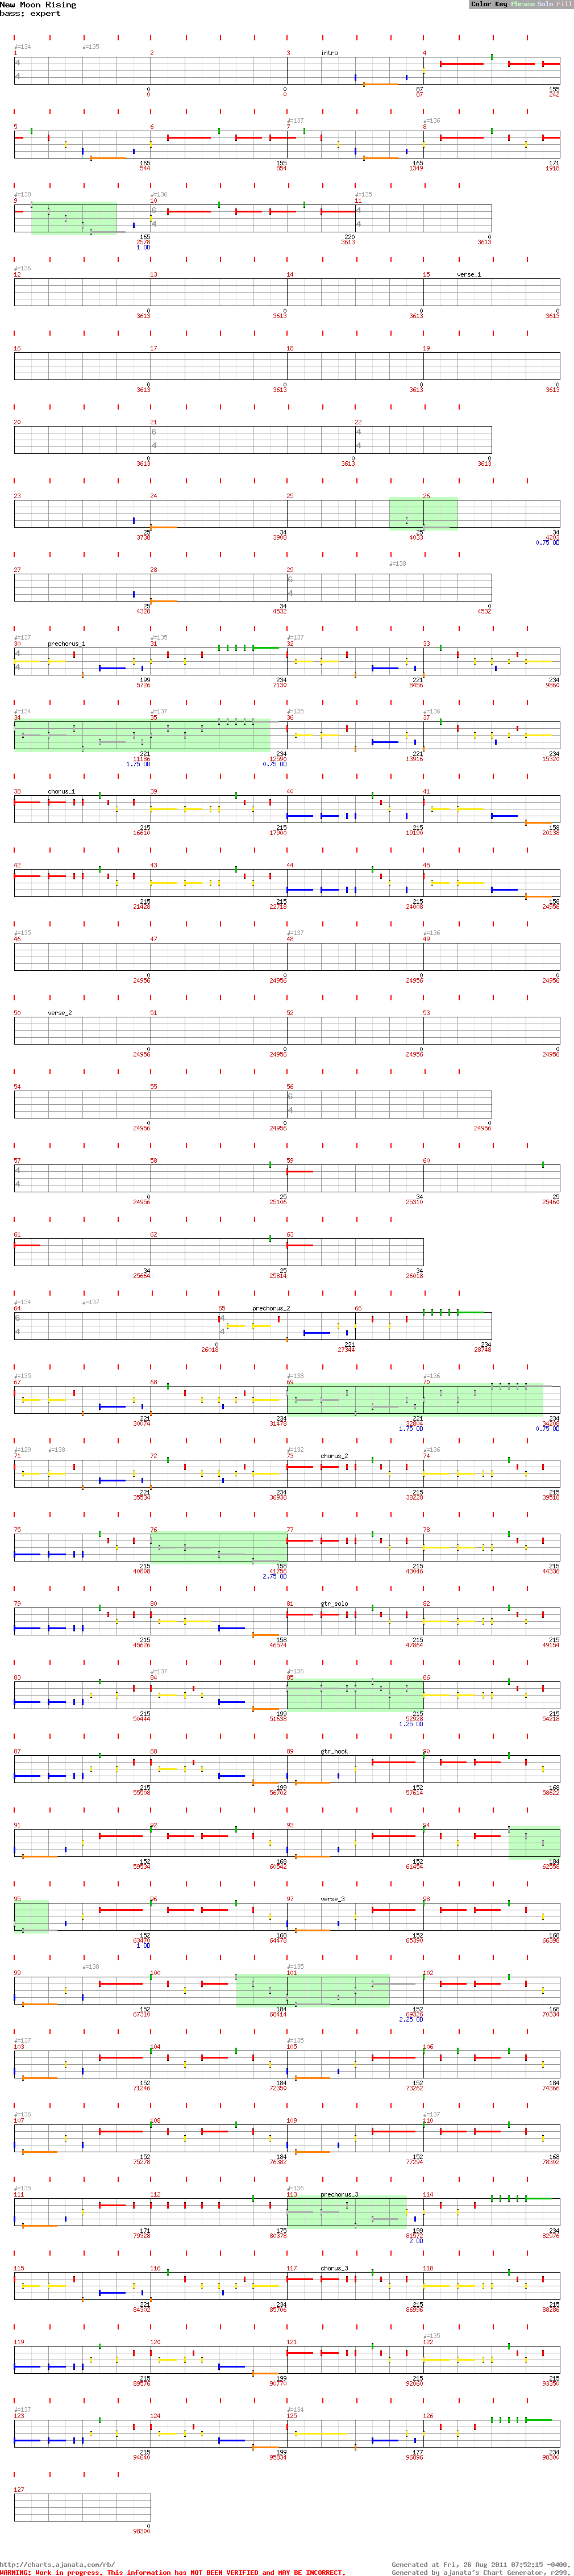 New Moon Rising
bass: expert
Color Key Phrase Solo Fill
♩=134 ♩=135
1 2 3 intro 4
0 0 87 155
0 0 87 242
♩=137 ♩=136
5 6 7 8
165 155 165 171
♩=138 ♩=136 ♩=135
9 10 11
165 220 0
2578 3613 3613
1 OD
♩=136
12 13 14 15 verse_1
0 0 0 0
3613 3613 3613 3613
16 17 18 19
0 0 0 0
3613 3613 3613 3613
20 21 22
0 0 0
3613 3613 3613
23 24 25 26
25 34 25 34
3738 3908 4033 4203
0.75 OD
♩=138
27 28 29
25 34 0
4328 4532 4532
♩=137 ♩=135 ♩=137
30 prechorus_1 31 32 33
199 234 221 234
5726 7130 8456 9860
♩=134 ♩=137 ♩=135 ♩=136
34 35 36 37
221 234 221 234
11186 12590 13916 15320
1.75 OD 0.75 OD
38 chorus_1 39 40 41
215 215 215 158
16610 17900 19190 20138
42 43 44 45
215 215 215 158
21428 22718 24008 24956
♩=135 ♩=137 ♩=136
46 47 48 49
0 0 0 0
24956 24956 24956 24956
50 verse_2 51 52 53
0 0 0 0
24956 24956 24956 24956
54 55 56
0 0 0
24956 24956 24956
57 58 59 60
0 25 34 25
24956 25106 25310 25460
61 62 63
34 25 34
25664 25814 26018
♩=134 ♩=137
64 65 prechorus_2 66
0 221 234
26018 27344 28748
♩=135 ♩=138 ♩=136
67 68 69 70
221 234 221 234
30074 31478 32804 34208
1.75 OD 0.75 OD
♩=129 ♩=138 ♩=132 ♩=136
71 72 73 chorus_2 74
221 234 215 215
35534 36938 38228 39518
75 76 77 78
215 158 215 215
40808 41756 43046 44336
2.75 OD
79 80 81 gtr_solo 82
215 158 215 215
45626 46574 47864 49154
♩=137 ♩=136
83 84 85 86
215 199 215 215
50444 51638 52928 54218
1.25 OD
87 88 89 gtr_hook 90
215 199 152 168
55508 56702 57614 58622
91 92 93 94
152 168 152 184
59534 60542 61454 62558
95 96 97 verse_3 98
152 168 152 168
63470 64478 65390 66398
1 OD
♩=138 ♩=135
99 100 101 102
152 184 152 168
67310 68414 69326 70334
2.25 OD
♩=137 ♩=135
103 104 105 106
152 184 152 184
71246 72350 73262 74366
♩=136 ♩=137
107 108 109 110
152 184 152 168
75278 76382 77294 78302
♩=135 ♩=136
111 112 113 prechorus_3 114
171 175 199 234
79328 80378 81572 82976
2 OD
115 116 117 chorus_3 118
221 234 215 215
84302 85706 86996 88286
♩=135
119 120 121 122
215 199 215 215
89576 90770 92060 93350
♩=137 ♩=134
123 124 125 126
215 199 177 234
94640 95834 96896 98300
127
0
98300
http://charts.ajanata.com/rb/
Generated at Fri, 26 Aug 2011 07:52:15 -0400,
WARNING: Work in progress. This information has NOT BEEN VERIFIED and MAY BE INCORRECT.
Generated by ajanata's Chart Generator, r299,